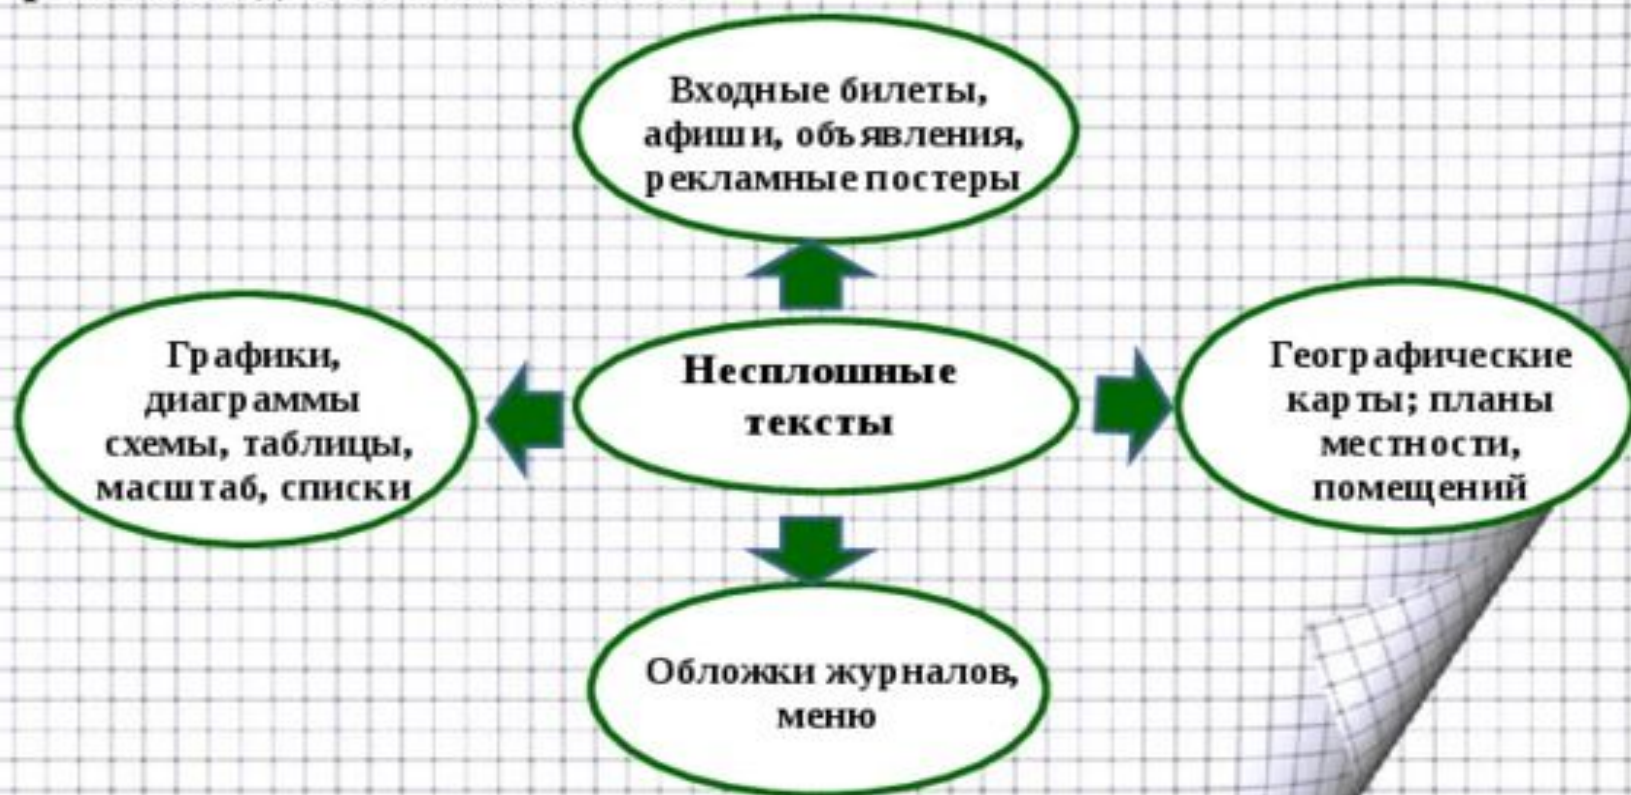 Входные билеты,
афиши, объявления,
рекламные постеры
Графики,
диаграммы
схемы, таблицы,
масштаб, списки
Несплошные
тексты
Географические
карты; планы
местности,
помещений
Обложки журналов,
меню